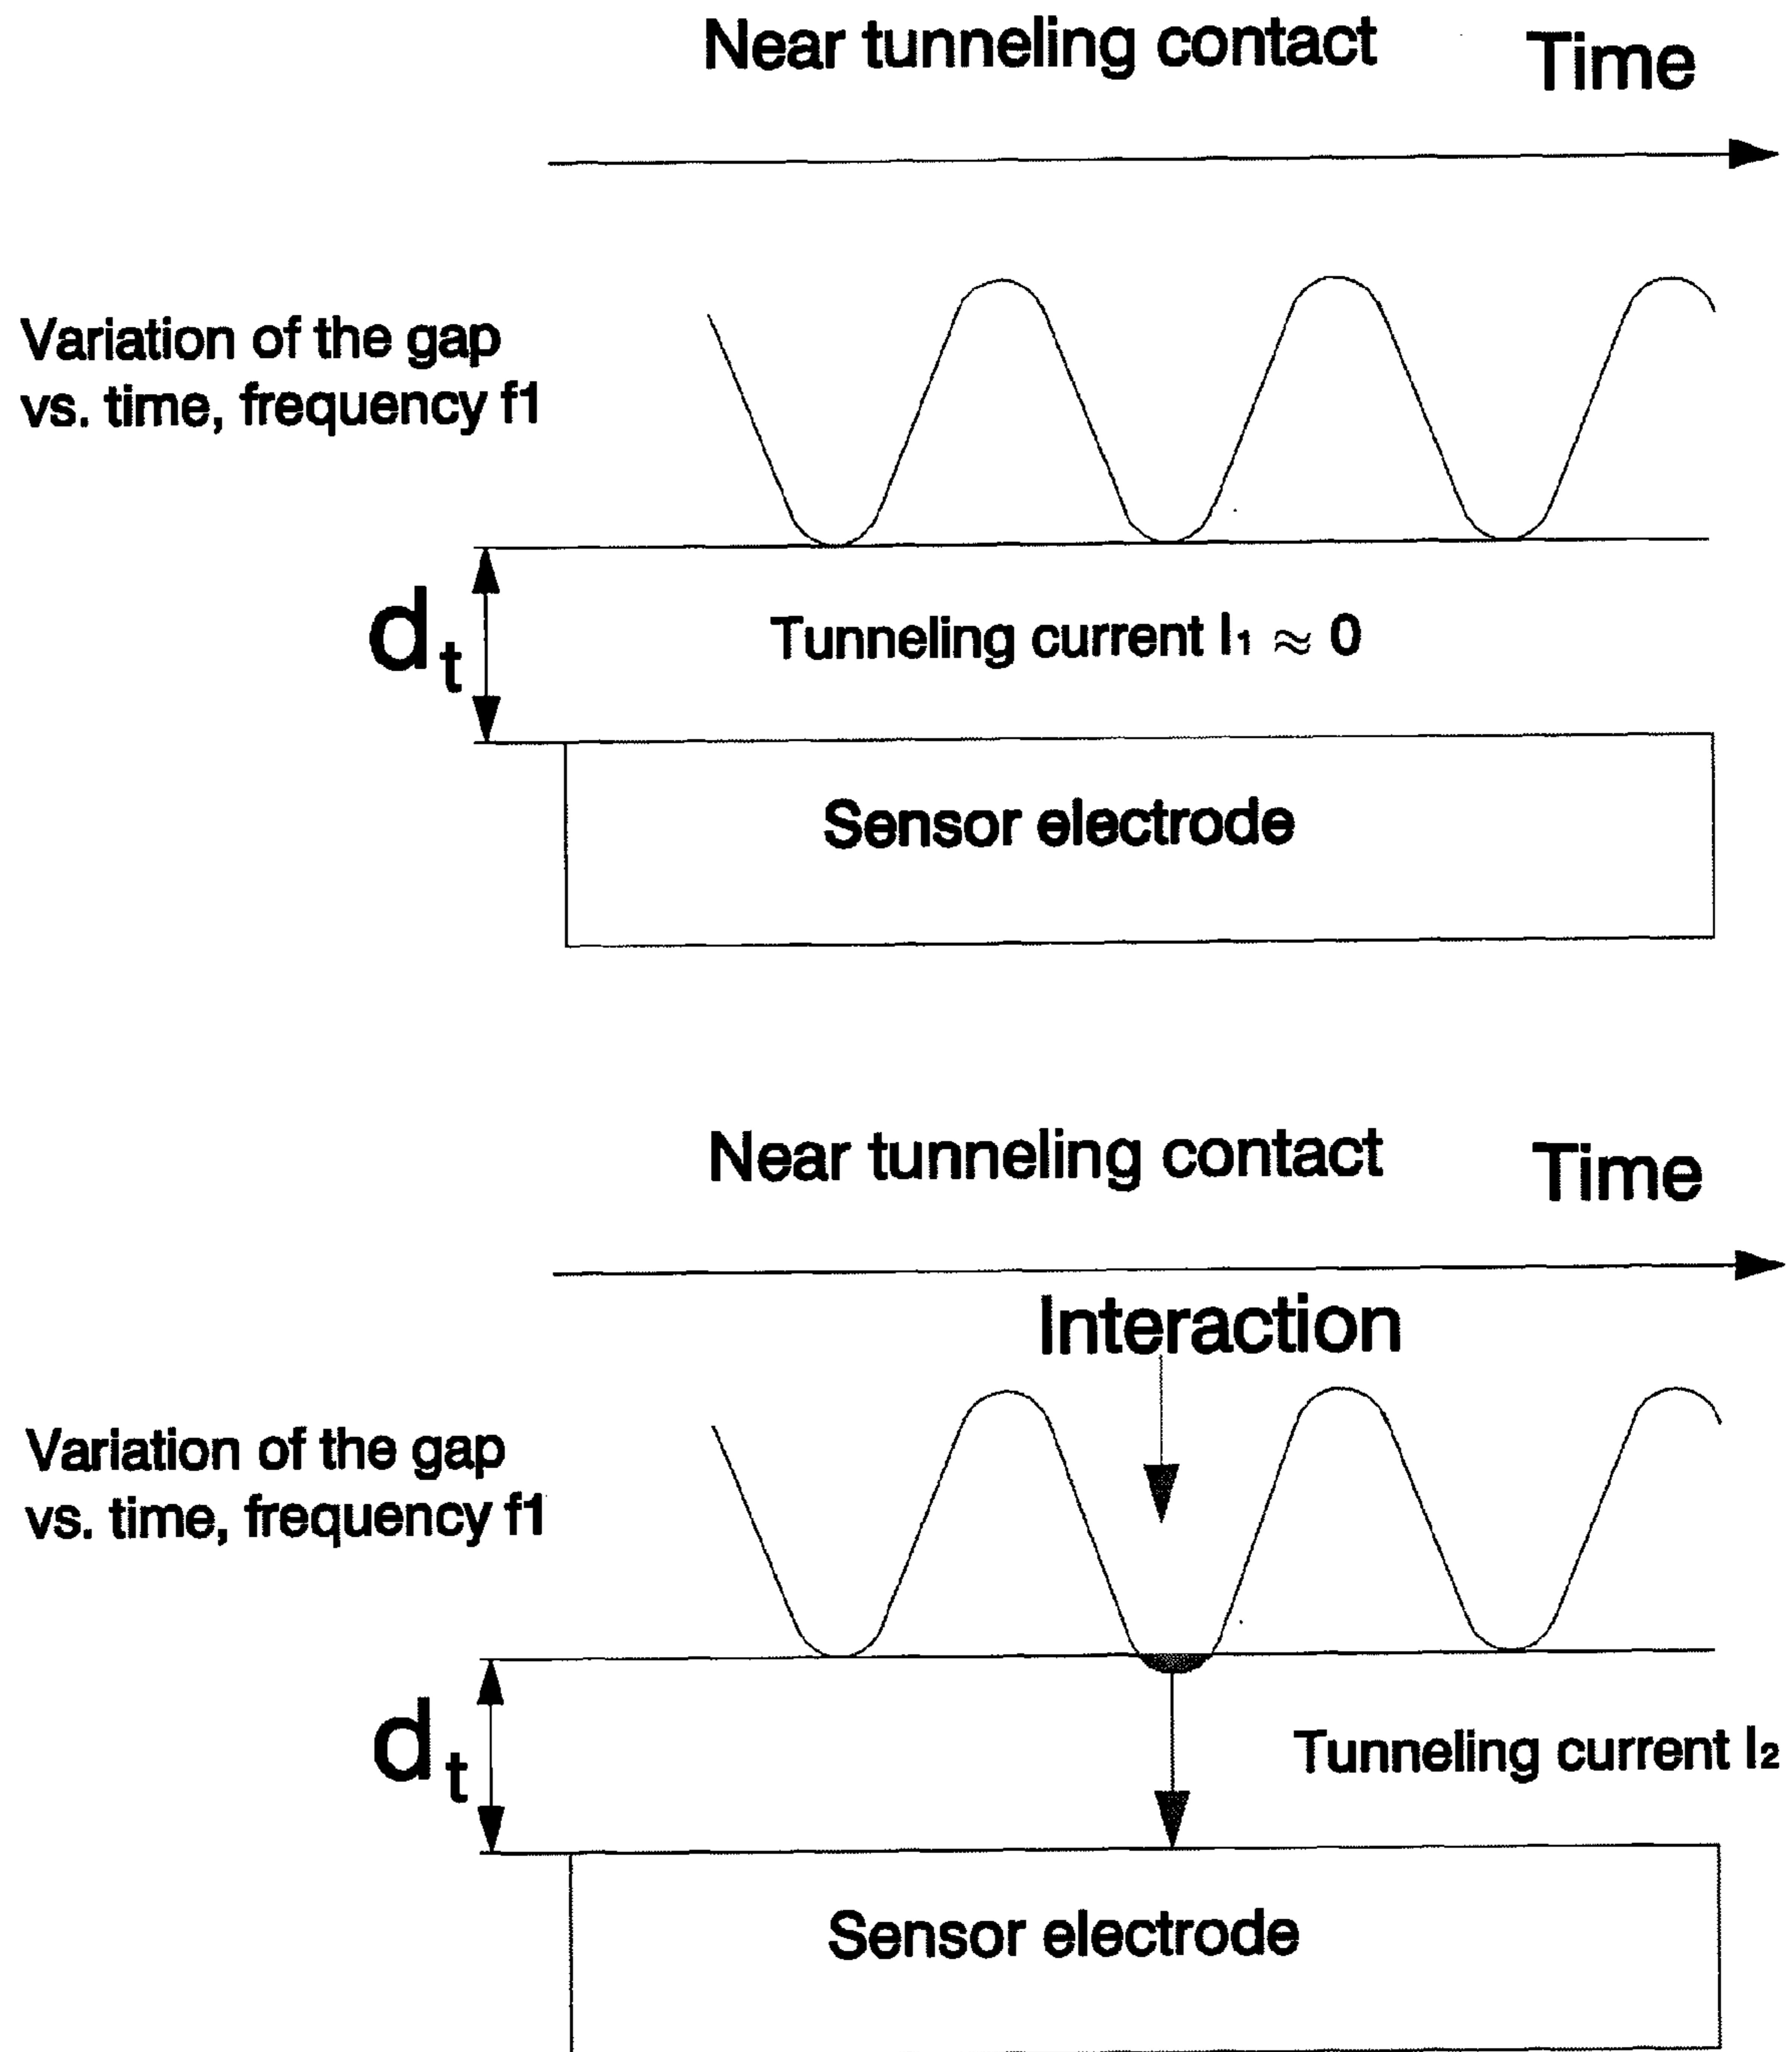 Near tunneling contact
Time
Variation of the gap
vs. time, frequency f1
dt
Tunneling current I1 ≈ 0
Sensor electrode
Near tunneling contact
Time
Interaction
Variation of the gap
vs. time, frequency f1
dt
Tunneling current I2
Sensor electrode